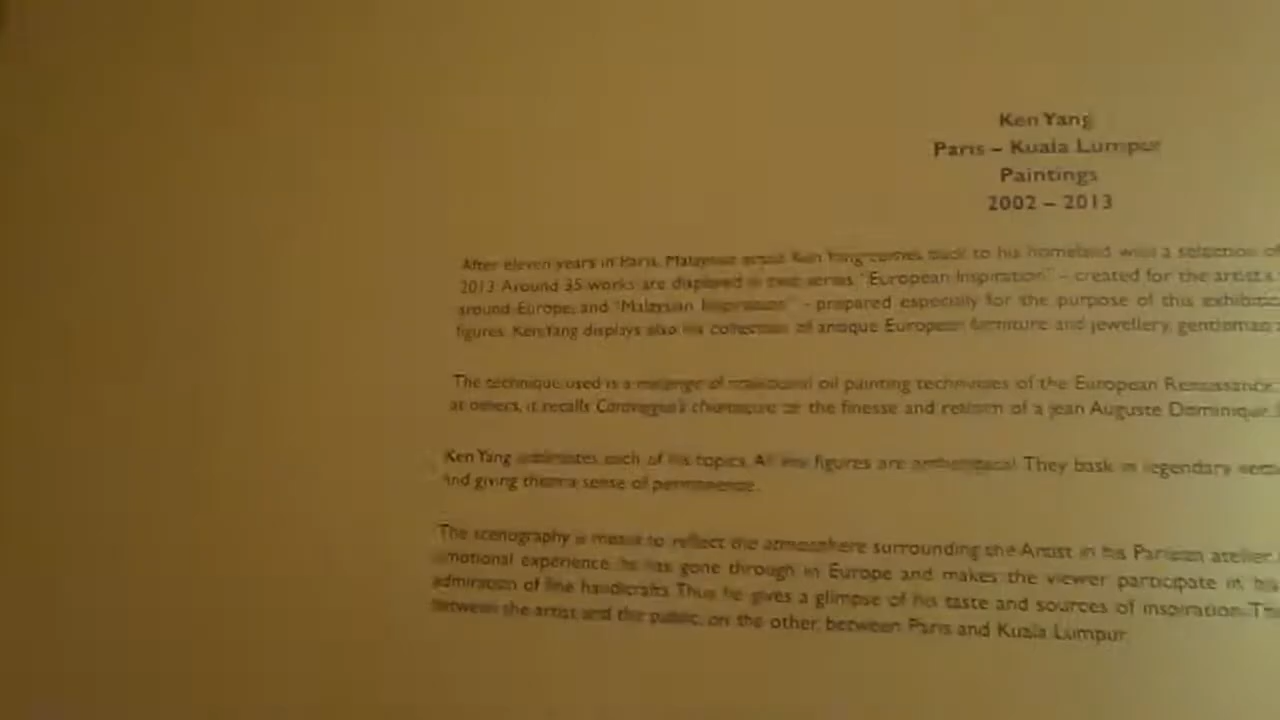 Ken Yang
Paris – Kuala Lumpur
Paintings
2002 – 2013
After eleven years in Paris, Malaysian artist Ken Yang comes back to his homeland with a selection of
2013 Around 35 works are displayed in two series "European Inspiration" – created for the artist's
around Europe, and "Malaysian Inspiration" - prepared especially for the purpose of this
figures. Ken Yang displays also his collection of antique European furniture and jewellery, gentleman
The technique used is a melange of traditional oil painting techniques of the European Renaissance.
at others, it recalls Caravaggio's chiaroscuro or the finesse and realism of a Jean Auguste Dominique
Ken Yang each of his topics. All his figures are They bask in legendary
and giving them a sense of permanence.
The scenography is meant to reflect the atmosphere surrounding the Artist in his Parisian atelier.
emotional experience he has gone through in Europe and makes the viewer participate in his
admiration of fine handicrafts. Thus he gives a glimpse of his taste and sources of inspiration.
between the artist and the public, on the other, between Paris and Kuala Lumpur.